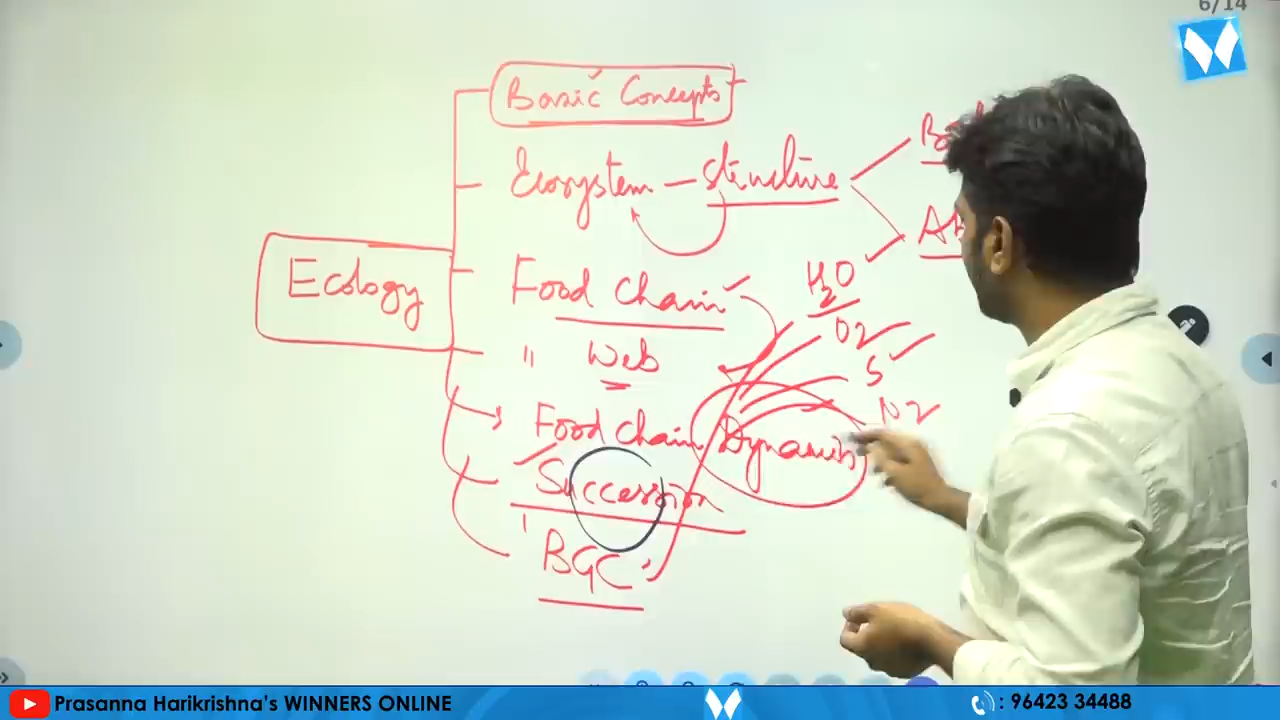 6/14
Basic Concepts
Ecosystem — structure
Ecology
Food chain
H2O
" Web
O2
S
N2
Food chain Dynamics
Succession
BGC
Prasanna Harikrishna's WINNERS ONLINE
: 96423 34488